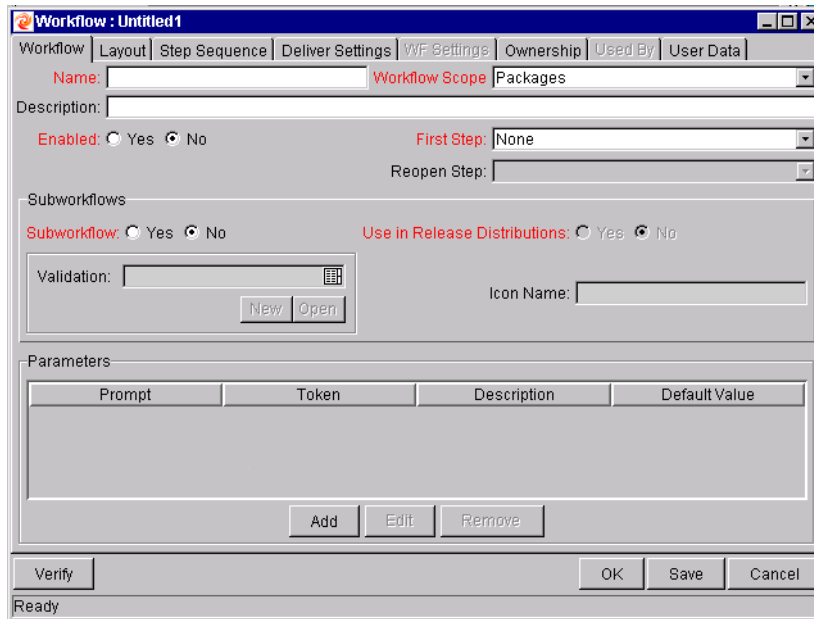 Workflow : Untitled1
Workflow Layout Step Sequence Deliver Settings WF Settings Ownership Used By User Data
Name: Workflow Scope Packages
Description:
Enabled: Yes No First Step: None
Reopen Step:
Subworkflows
Subworkflow: Yes No Use in Release Distributions: Yes No
Validation:
Icon Name:
New Open
Parameters
Prompt Token Description Default Value
Add Edit Remove
Verify OK Save Cancel
Ready